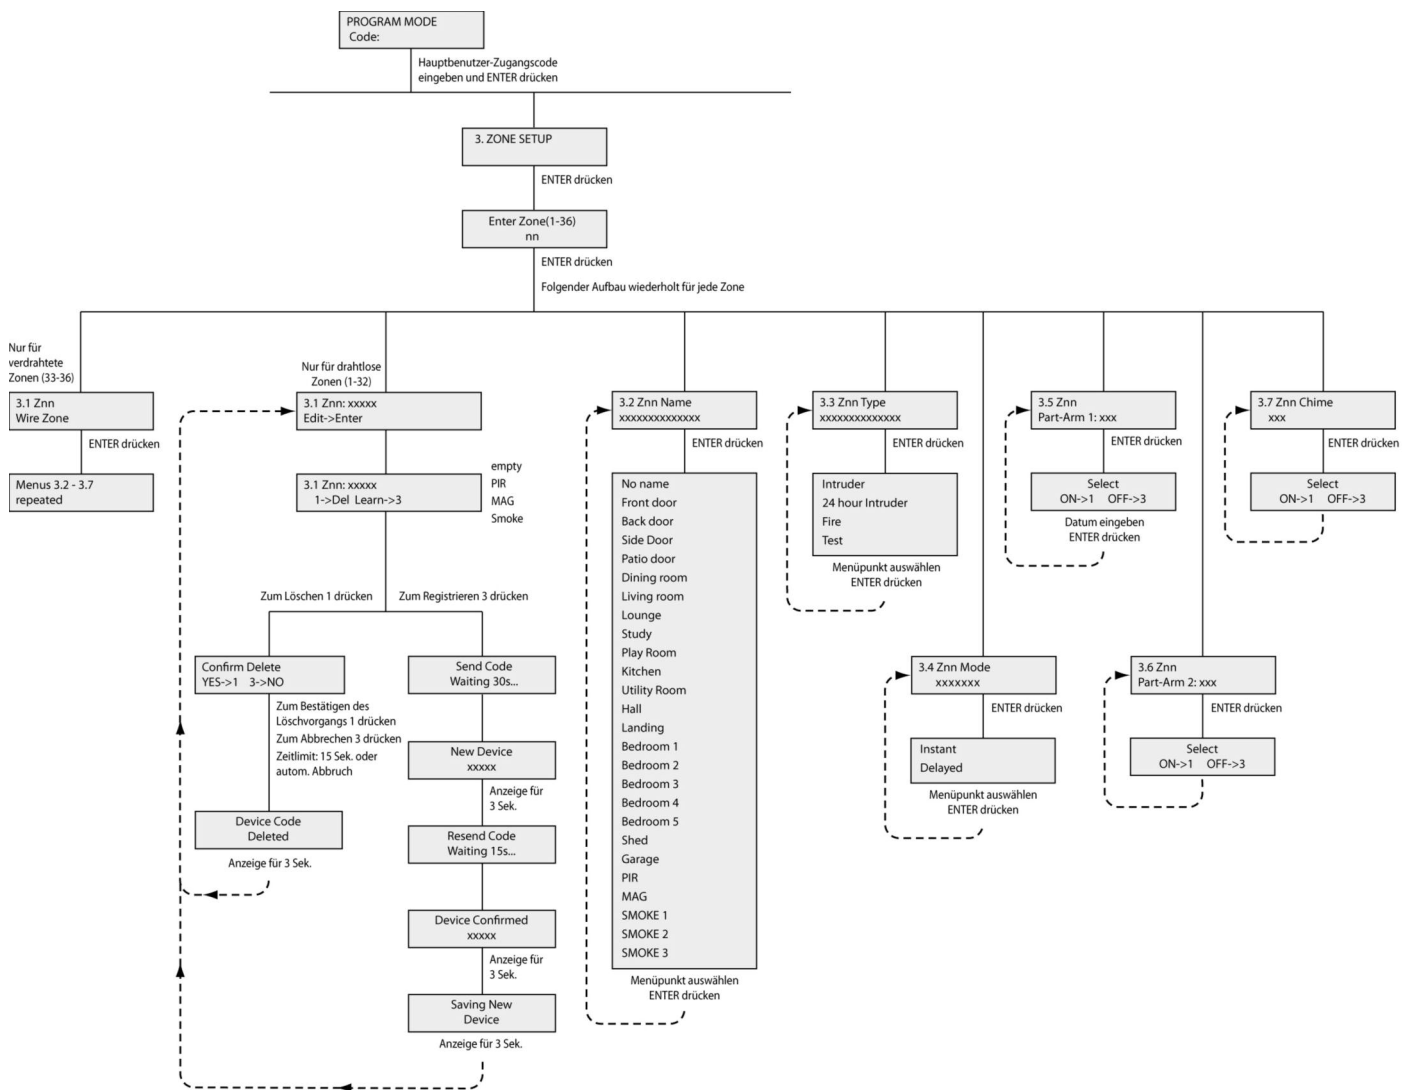 PROGRAM MODE
Code:
Hauptbenutzer-Zugangscode
eingeben und ENTER drücken
3. ZONE SETUP
ENTER drücken
Enter Zone(1-36)
nn
ENTER drücken
Folgender Aufbau wiederholt für jede Zone
Nur für
verdrahtete
Zonen (33-36)
3.1 Znn
Wire Zone
ENTER drücken
Menus 3.2 - 3.7
repeated
Nur für drahtlose
Zonen (1-32)
3.1 Znn: xxxxx
Edit->Enter
3.1 Znn: xxxxx
1->Del Learn->3
empty
PIR
MAG
Smoke
Zum Löschen 1 drücken
Zum Registrieren 3 drücken
Confirm Delete
YES->1 3->NO
Zum Bestätigen des
Löschvorgangs 1 drücken
Zum Abbrechen 3 drücken
Zeitlimit: 15 Sek. oder
autom. Abbruch
Device Code
Deleted
Anzeige für 3 Sek.
Send Code
Waiting 30s...
New Device
xxxxx
Anzeige für
3 Sek.
Resend Code
Waiting 15s...
Device Confirmed
xxxxx
Anzeige für
3 Sek.
Saving New
Device
Anzeige für 3 Sek.
3.2 Znn Name
xxxxxxxxxxxxxx
ENTER drücken
No name
Front door
Back door
Side Door
Patio door
Dining room
Living room
Lounge
Study
Play Room
Kitchen
Utility Room
Hall
Landing
Bedroom 1
Bedroom 2
Bedroom 3
Bedroom 4
Bedroom 5
Shed
Garage
PIR
MAG
SMOKE 1
SMOKE 2
SMOKE 3
Menüpunkt auswählen
ENTER drücken
3.3 Znn Type
xxxxxxxxxxxxxx
ENTER drücken
Intruder
24 hour Intruder
Fire
Test
Menüpunkt auswählen
ENTER drücken
3.4 Znn Mode
xxxxxxx
ENTER drücken
Instant
Delayed
Menüpunkt auswählen
ENTER drücken
3.5 Znn
Part-Arm 1: xxx
ENTER drücken
Select
ON->1 OFF->3
Datum eingeben
ENTER drücken
3.6 Znn
Part-Arm 2: xxx
ENTER drücken
Select
ON->1 OFF->3
3.7 Znn Chime
xxx
ENTER drücken
Select
ON->1 OFF->3